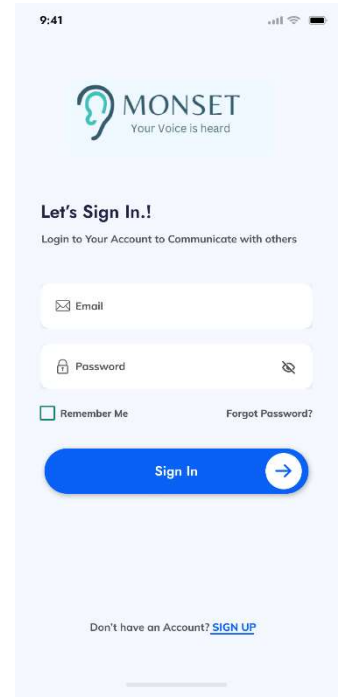 9:41
MONSET
Your Voice is heard
Let's Sign In.!
Login to Your Account to Communicate with others
Email
Password
Remember Me Forgot Password?
Sign In
Don't have an Account? SIGN UP